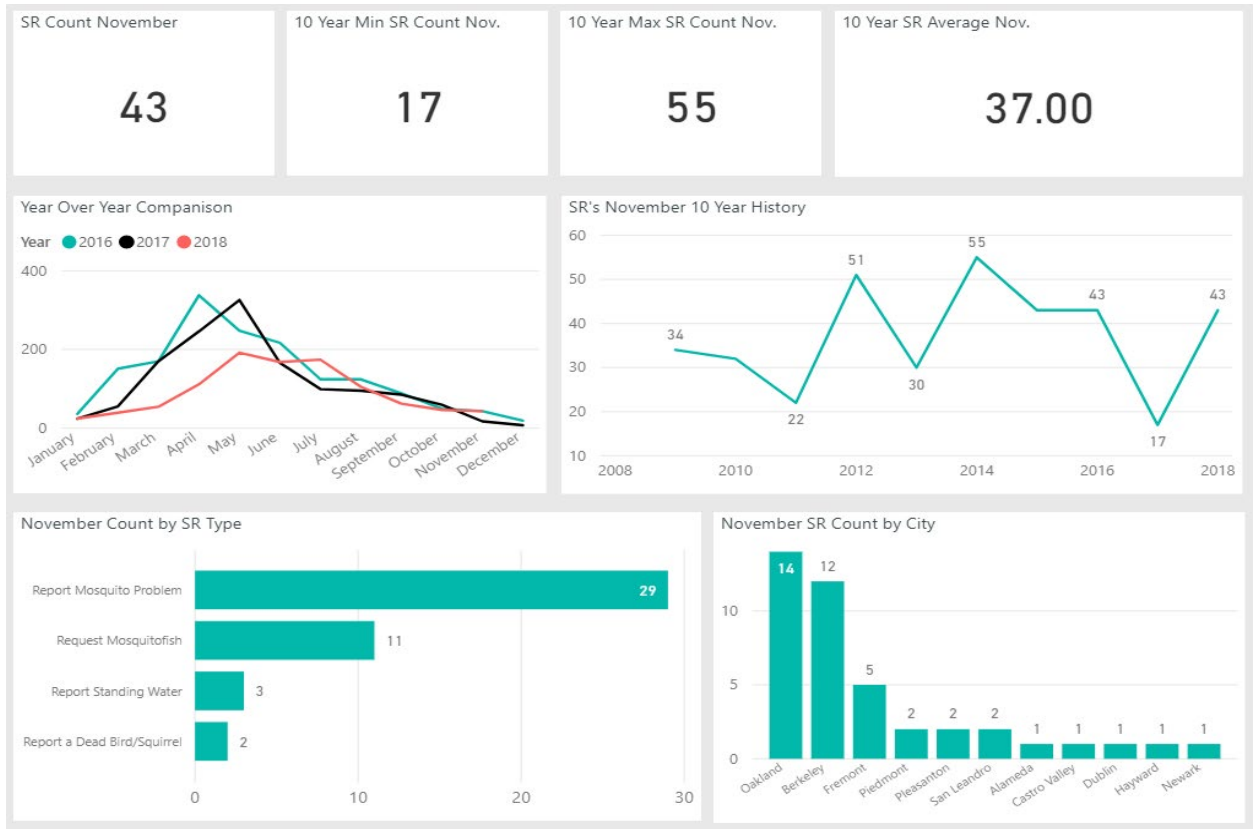 SR Count November
43
10 Year Min SR Count Nov.
17
10 Year Max SR Count Nov.
55
10 Year SR Average Nov.
37.00
Year Over Year Companison
Year 2016 2017 2018
400
200
0
January February March April May June July August September October November December
SR's November 10 Year History
60
50
40
30
20
10
34
22
51
30
55
43
17
43
2008 2010 2012 2014 2016 2018
November Count by SR Type
Report Mosquito Problem 29
Request Mosquitofish 11
Report Standing Water 3
Report a Dead Bird/Squirrel 2
0 10 20 30
November SR Count by City
10
5
0
14 12 5 2 2 2 1 1 1 1 1
Oakland Berkeley Fremont Piedmont Pleasanton San Leandro Alameda Castro Valley Dublin Hayward Newark